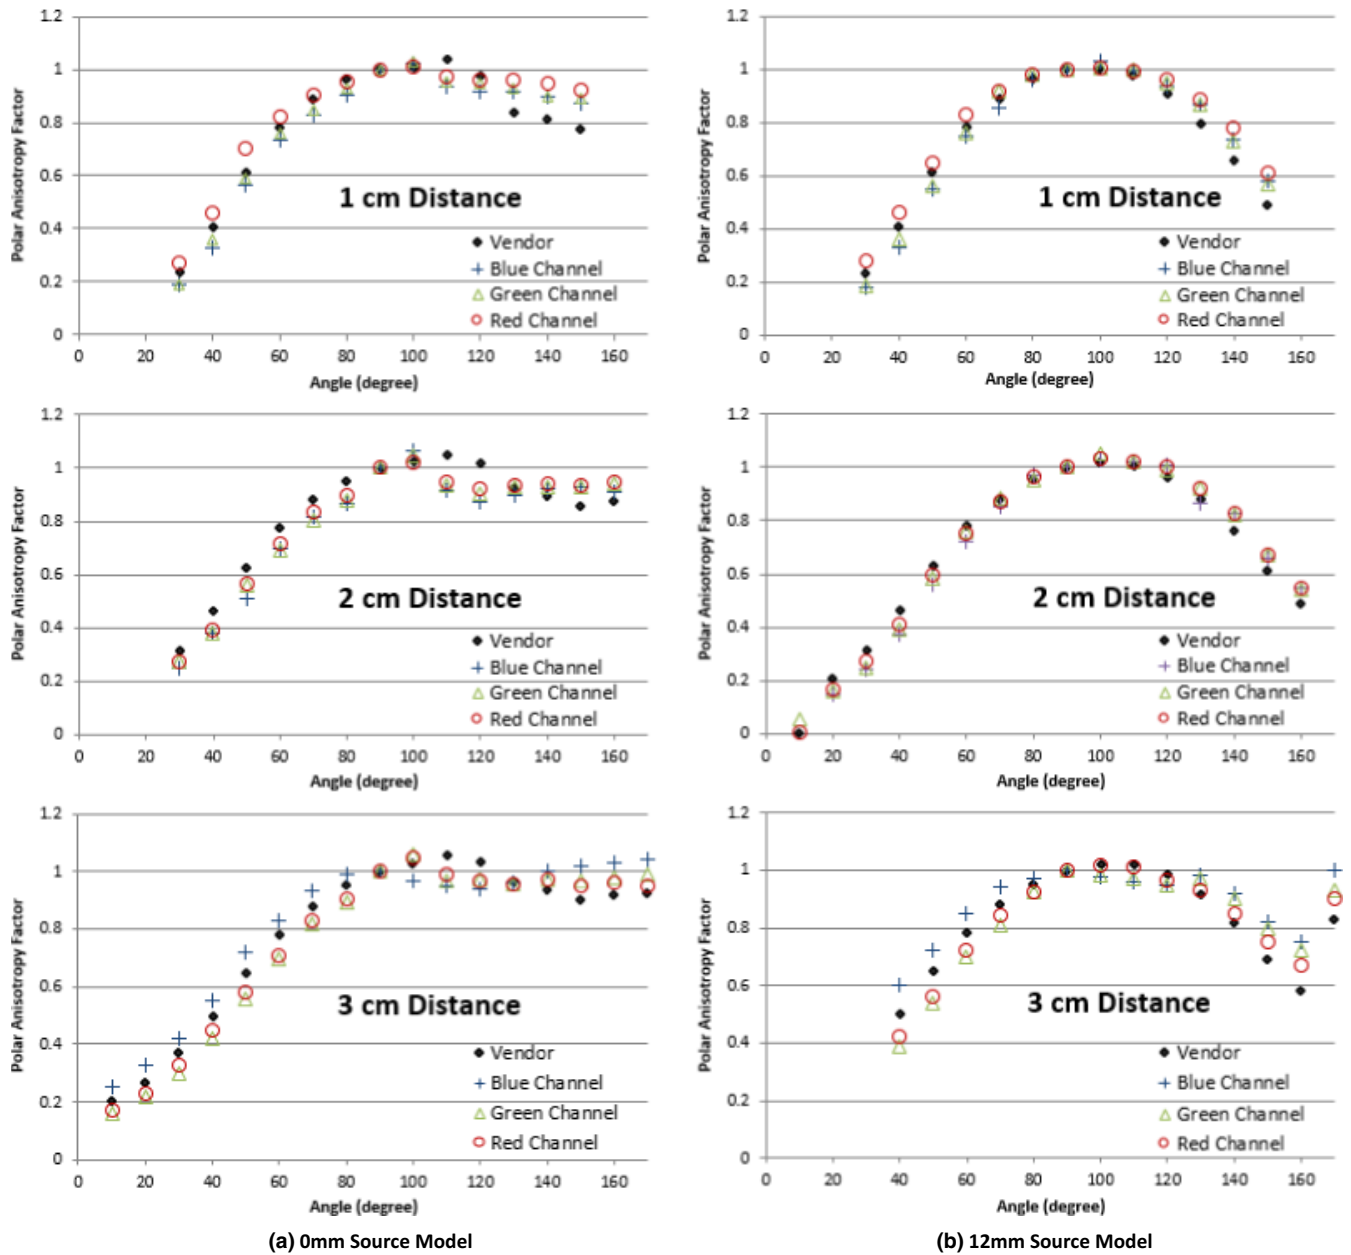 1.2
1
0.8
0.6
0.4
0.2
0
Polar Anisotropy Factor
1 cm Distance
Vendor
Blue Channel
Green Channel
Red Channel
0 20 40 60 80 100 120 140 160
Angle (degree)
1.2
1
0.8
0.6
0.4
0.2
0
Polar Anisotropy Factor
1 cm Distance
Vendor
Blue Channel
Green Channel
Red Channel
0 20 40 60 80 100 120 140 160
Angle (degree)
1.2
1
0.8
0.6
0.4
0.2
0
Polar Anisotropy Factor
2 cm Distance
Vendor
Blue Channel
Green Channel
Red Channel
0 20 40 60 80 100 120 140 160
Angle (degree)
1.2
1
0.8
0.6
0.4
0.2
0
Polar Anisotropy Factor
2 cm Distance
Vendor
Blue Channel
Green Channel
Red Channel
0 20 40 60 80 100 120 140 160
Angle (degree)
1.2
1
0.8
0.6
0.4
0.2
0
Polar Anisotropy Factor
3 cm Distance
Vendor
Blue Channel
Green Channel
Red Channel
0 20 40 60 80 100 120 140 160
Angle (degree)
1.2
1
0.8
0.6
0.4
0.2
0
Polar Anisotropy Factor
3 cm Distance
Vendor
Blue Channel
Green Channel
Red Channel
0 20 40 60 80 100 120 140 160
Angle (degree)
(a) 0mm Source Model
(b) 12mm Source Model